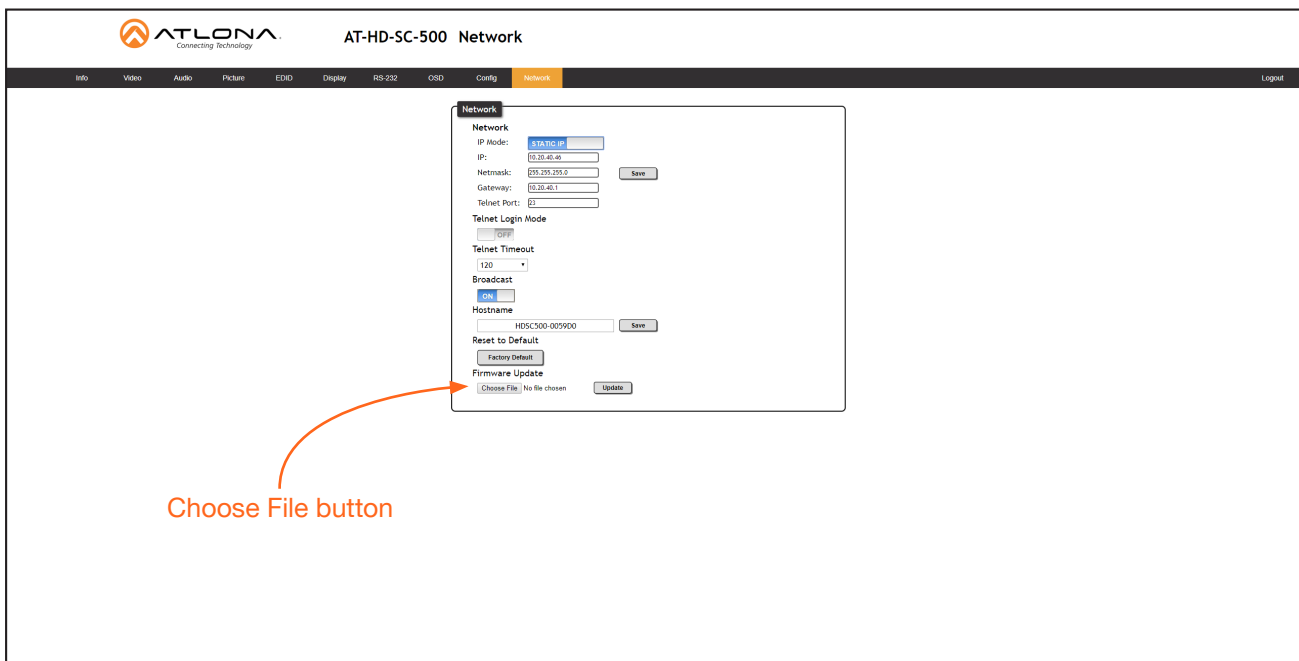 ATLONA.
Connecting Technology
AT-HD-SC-500 Network
Info Video Audio Picture EDID Display RS-232 OSD Config Network Logout
Network
Network
IP Mode: STATIC IP
IP: 10.20.40.46
Netmask: 255.255.255.0 Save
Gateway: 10.20.40.1
Telnet Port: 23
Telnet Login Mode
OFF
Telnet Timeout
120
Broadcast
ON
Hostname
HDSC500-0059D0 Save
Reset to Default
Factory Default
Firmware Update
Choose File No file chosen Update
Choose File button